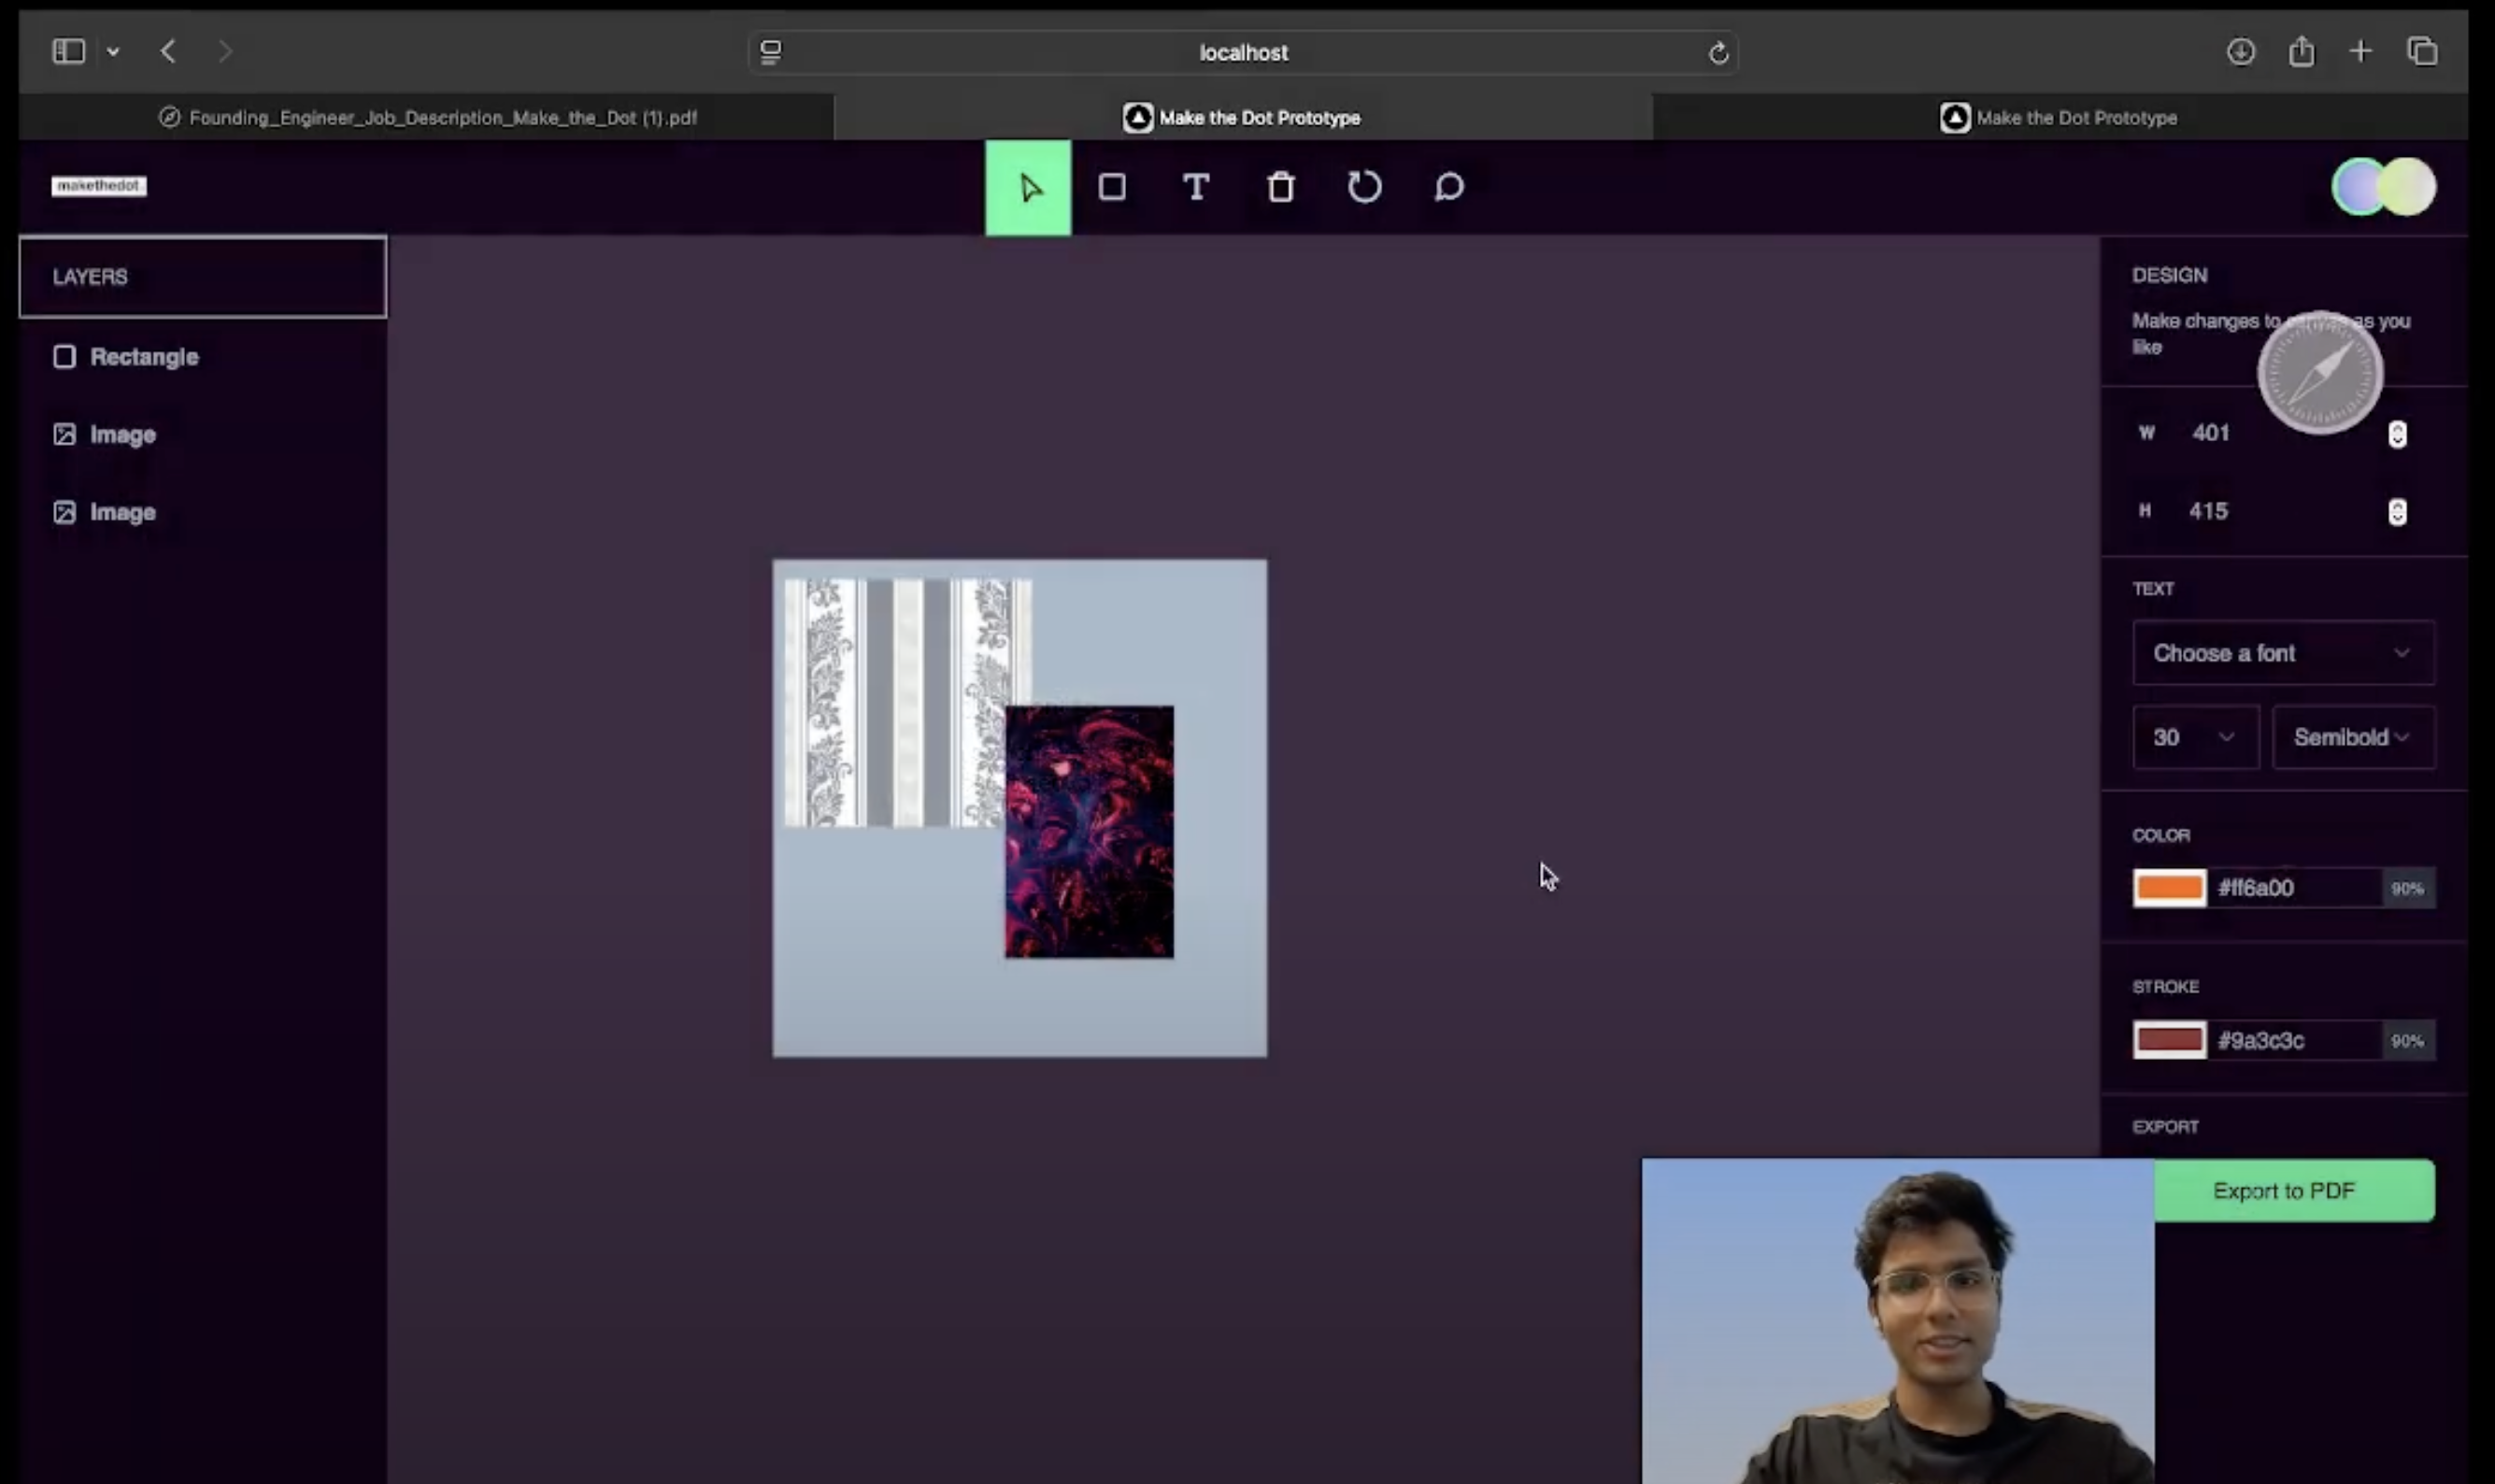 localhost
Founding_Engineer_Job_Description_Make_the_Dot (1).pdf
Make the Dot Prototype
Make the Dot Prototype
makethedot
T
LAYERS
Rectangle
Image
Image
DESIGN
Make changes to as you
like
W 401
H 415
TEXT
Choose a font
30
Semibold
COLOR
#ff6a00 90%
STROKE
#9a3c3c 90%
EXPORT
Export to PDF